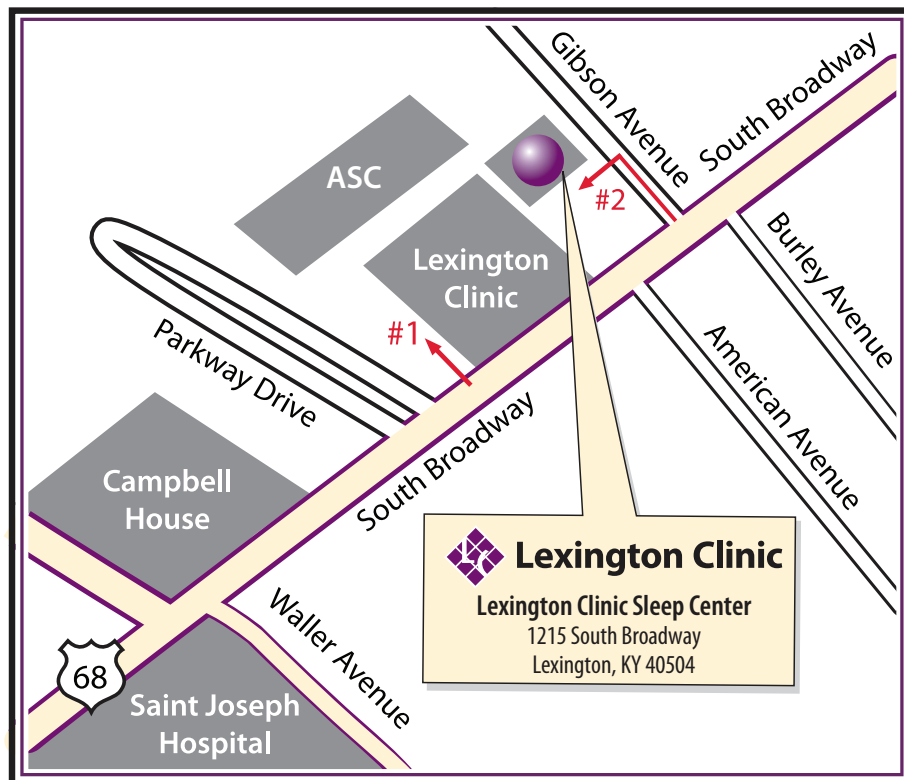 Gibson Avenue
South Broadway
ASC
#2
Burley Avenue
Lexington
Clinic
#1
Parkway Drive
American Avenue
South Broadway
Campbell
House
LC Lexington Clinic
Lexington Clinic Sleep Center
1215 South Broadway
Lexington, KY 40504
Waller Avenue
68
Saint Joseph
Hospital